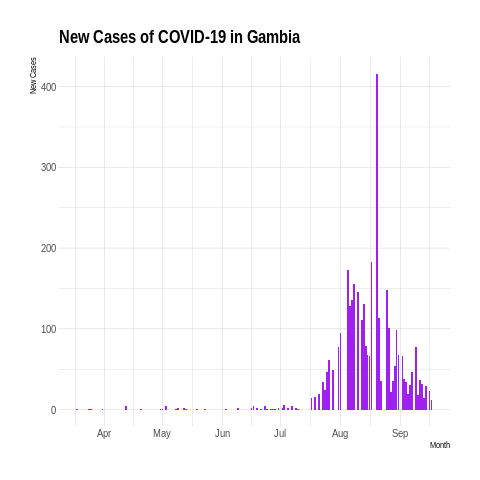 New Cases of COVID-19 in Gambia
New Cases
400
300
200
100
0
Apr May Jun Jul Aug Sep
Month